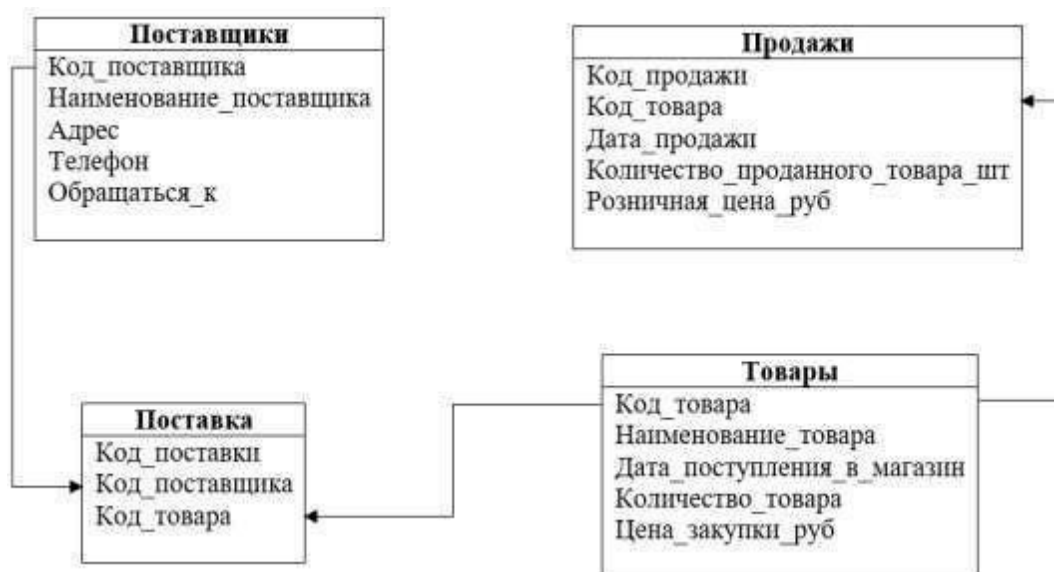 Поставщики
Код_поставщика
Наименование_поставщика
Адрес
Телефон
Обращаться_к
Продажи
Код_продажи
Код_товара
Дата_продажи
Количество_проданного_товара_шт
Розничная_цена_руб
Поставка
Код_поставки
Код_поставщика
Код_товара
Товары
Код_товара
Наименование_товара
Дата_поступления_в_магазин
Количество_товара
Цена_закупки_руб